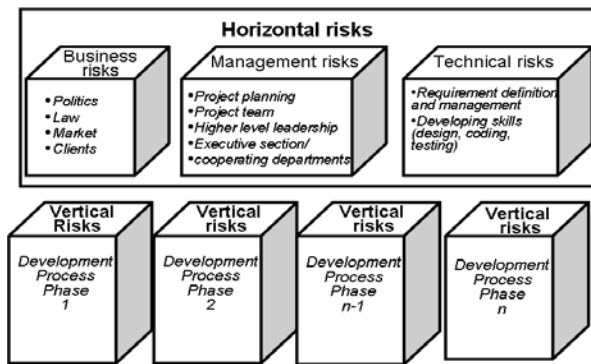 Horizontal risks
Business
risks
• Politics
• Law
• Market
• Clients
Management risks
• Project planning
• Project team
• Higher level leadership
• Executive section/
cooperating departments
Technical risks
• Requirement definition
and management
• Developing skills
(design, coding,
testing)
Vertical
Risks
Development
Process
Phase
1
Vertical
risks
Development
Process
Phase
2
Vertical
risks
Development
Process
Phase
n-1
Vertical
risks
Development
Process
Phase
n